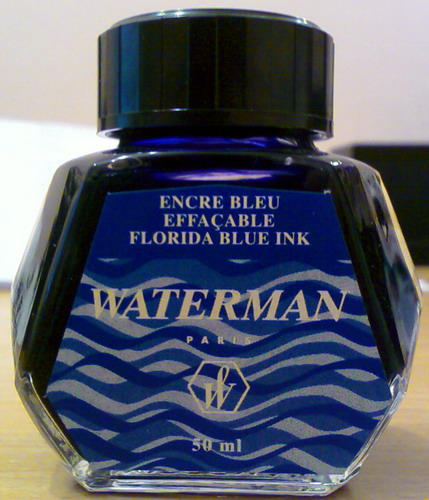 ENCRE BLEU
EFFAÇABLE
FLORIDA BLUE INK
WATERMAN
PARIS
W
50 ml